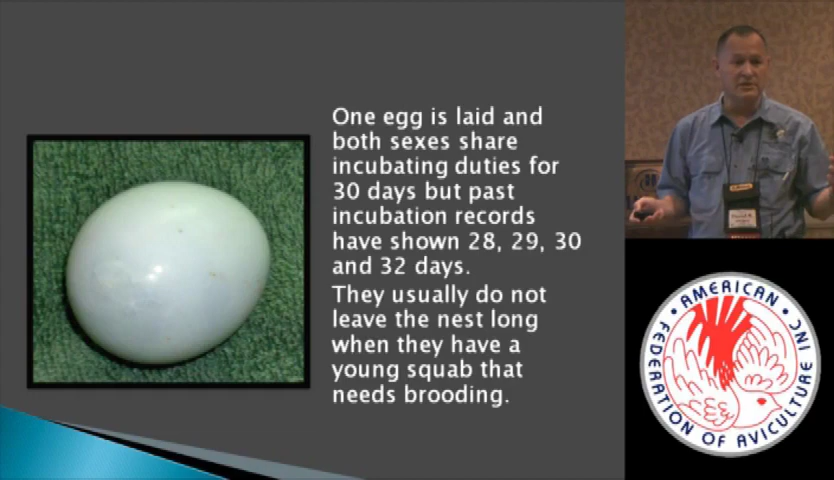 One egg is laid and
both sexes share
incubating duties for
30 days but past
incubation records
have shown 28, 29, 30
and 32 days.
They usually do not
leave the nest long
when they have a
young squab that
needs brooding.
• AMERICAN •
FEDERATION OF AVICULTURE INC